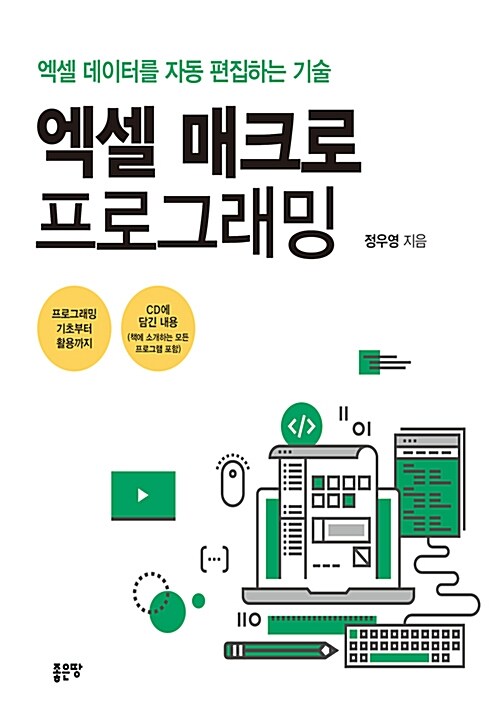 엑셀 데이터를 자동 편집하는 기술
엑셀 매크로
프로그래밍
정우영 지음
프로그래밍
기초부터
활용까지
CD에
담긴 내용
(책에 소개하는 모든
프로그램 포함)
</>
{...}
좋은땅